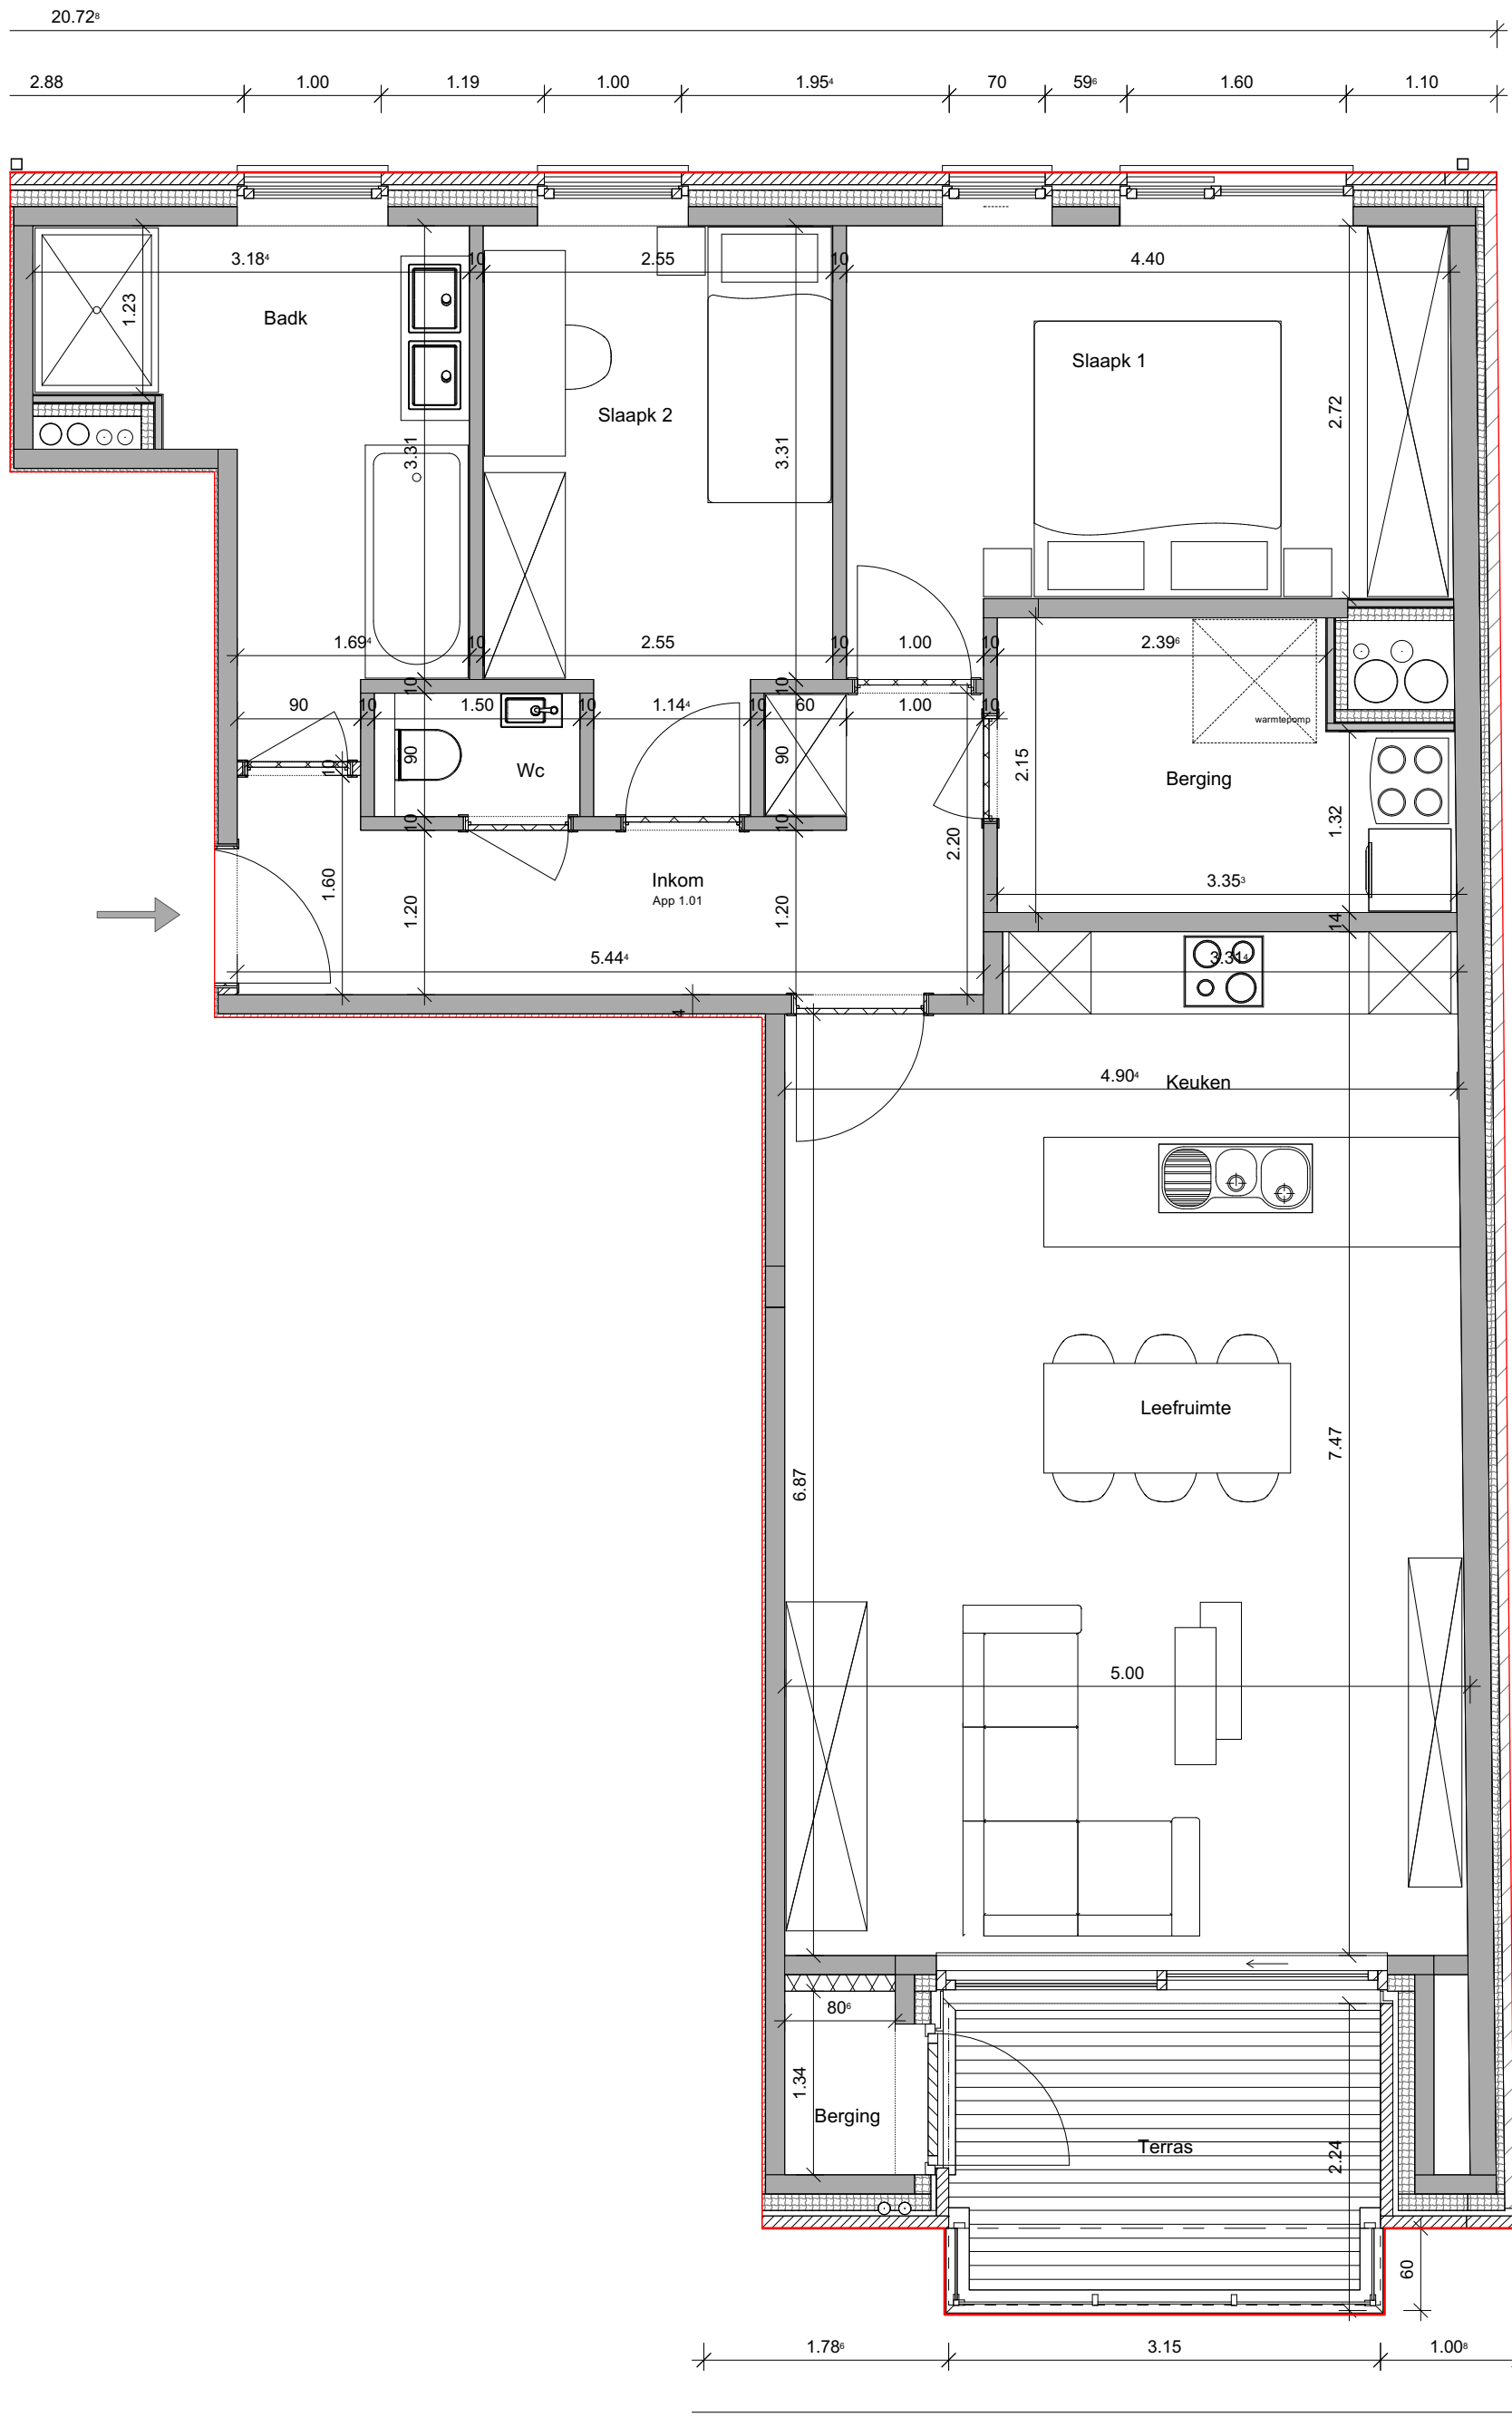 20.72⁸
2.88 1.00 1.19 1.00 1.95⁴ 70 59⁶ 1.60 1.10
3.18⁴ 10 2.55 10 4.40
1.23
Badk
Slaapk 1
Slaapk 2
2.72
3.31
3.31
1.69⁴ 10 2.55 10 1.00 10 2.39⁶
10
10
90 10 1.50 10 1.14⁴ 10 60 1.00 10
warmtepomp
90
90
Wc
10
2.15
Berging
10
10
1.32
2.20
Inkom
App 1.01
3.35³
1.60
1.20
1.20
14
5.44⁴
3.31⁴
4
4.90⁴
Keuken
Leefruimte
7.47
6.87
5.00
80⁶
1.34
Berging
Terras
2.24
60
1.78⁶ 3.15 1.00⁸